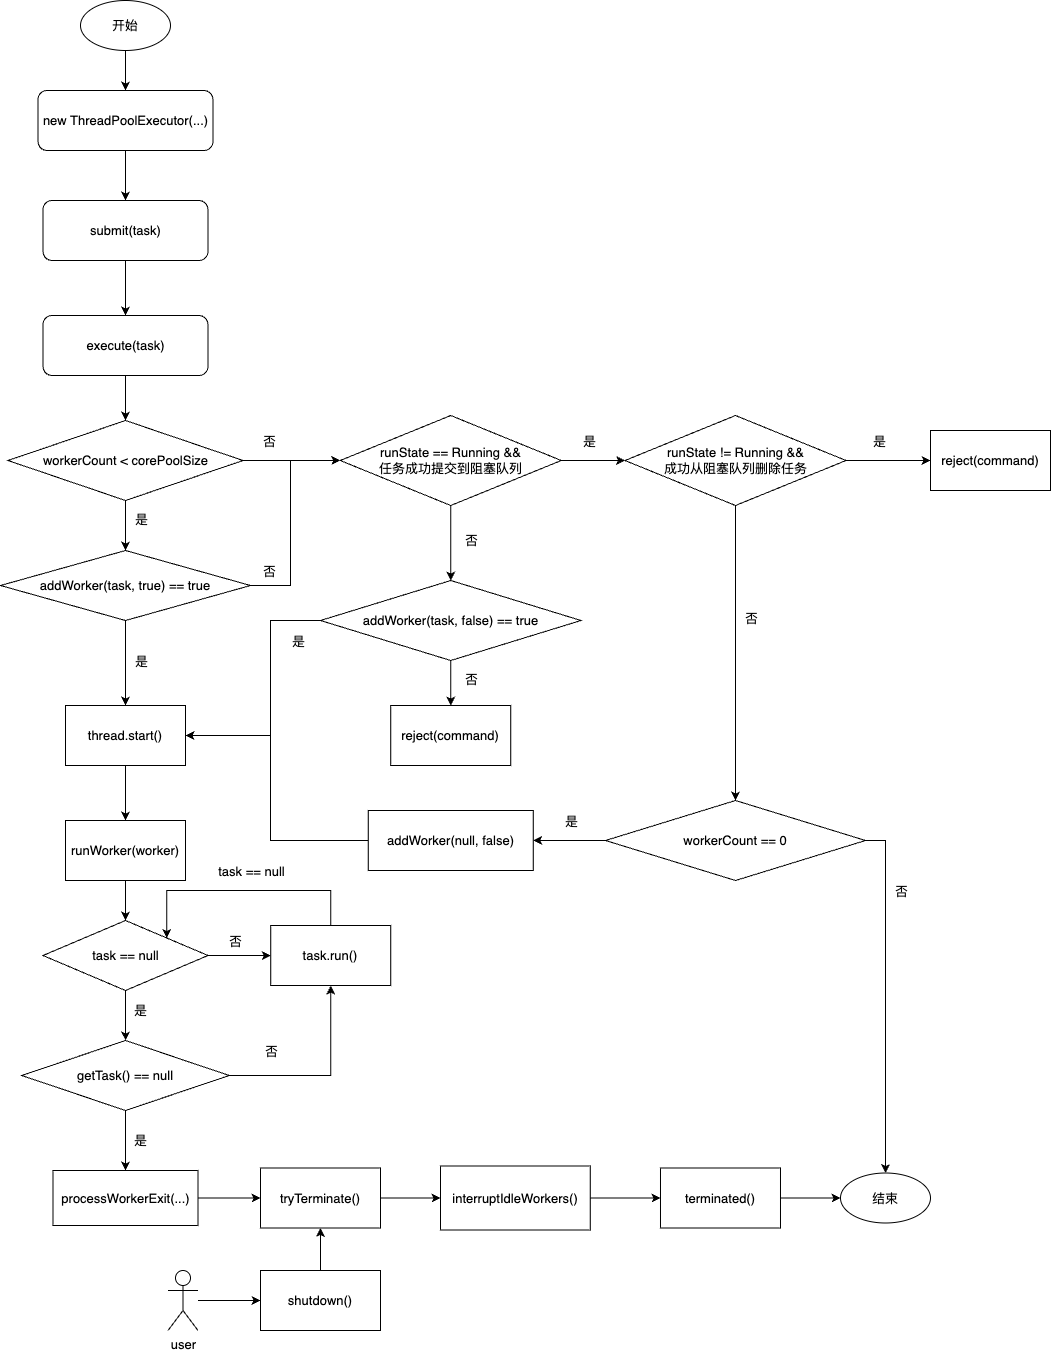 开始
new ThreadPoolExecutor(...)
submit(task)
execute(task)
workerCount < corePoolSize
否
runState == Running &&
任务成功提交到阻塞队列
是
runState != Running &&
成功从阻塞队列删除任务
是
reject(command)
是
否
addWorker(task, true) == true
否
addWorker(task, false) == true
否
是
是
否
thread.start()
reject(command)
runWorker(worker)
addWorker(null, false)
是
workerCount == 0
否
task == null
task == null
否
task.run()
是
getTask() == null
否
是
processWorkerExit(...)
tryTerminate()
interruptIdleWorkers()
terminated()
结束
shutdown()
user